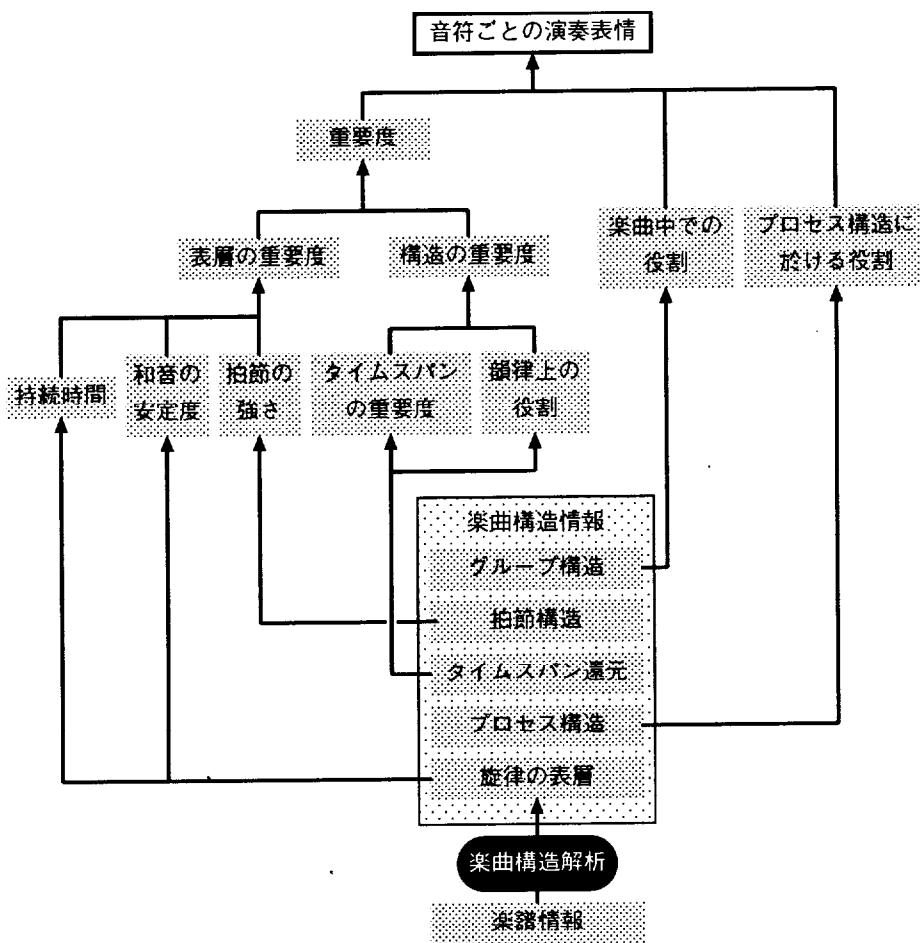 音符ごとの演奏表情
重要度
表層の重要度
構造の重要度
楽曲中での
役割
プロセス構造に
於ける役割
持続時間
和音の
安定度
拍節の
強さ
タイムスパン
の重要度
韻律上の
役割
楽曲構造情報
グループ構造
拍節構造
タイムスパン還元
プロセス構造
旋律の表層
楽曲構造解析
楽譜情報